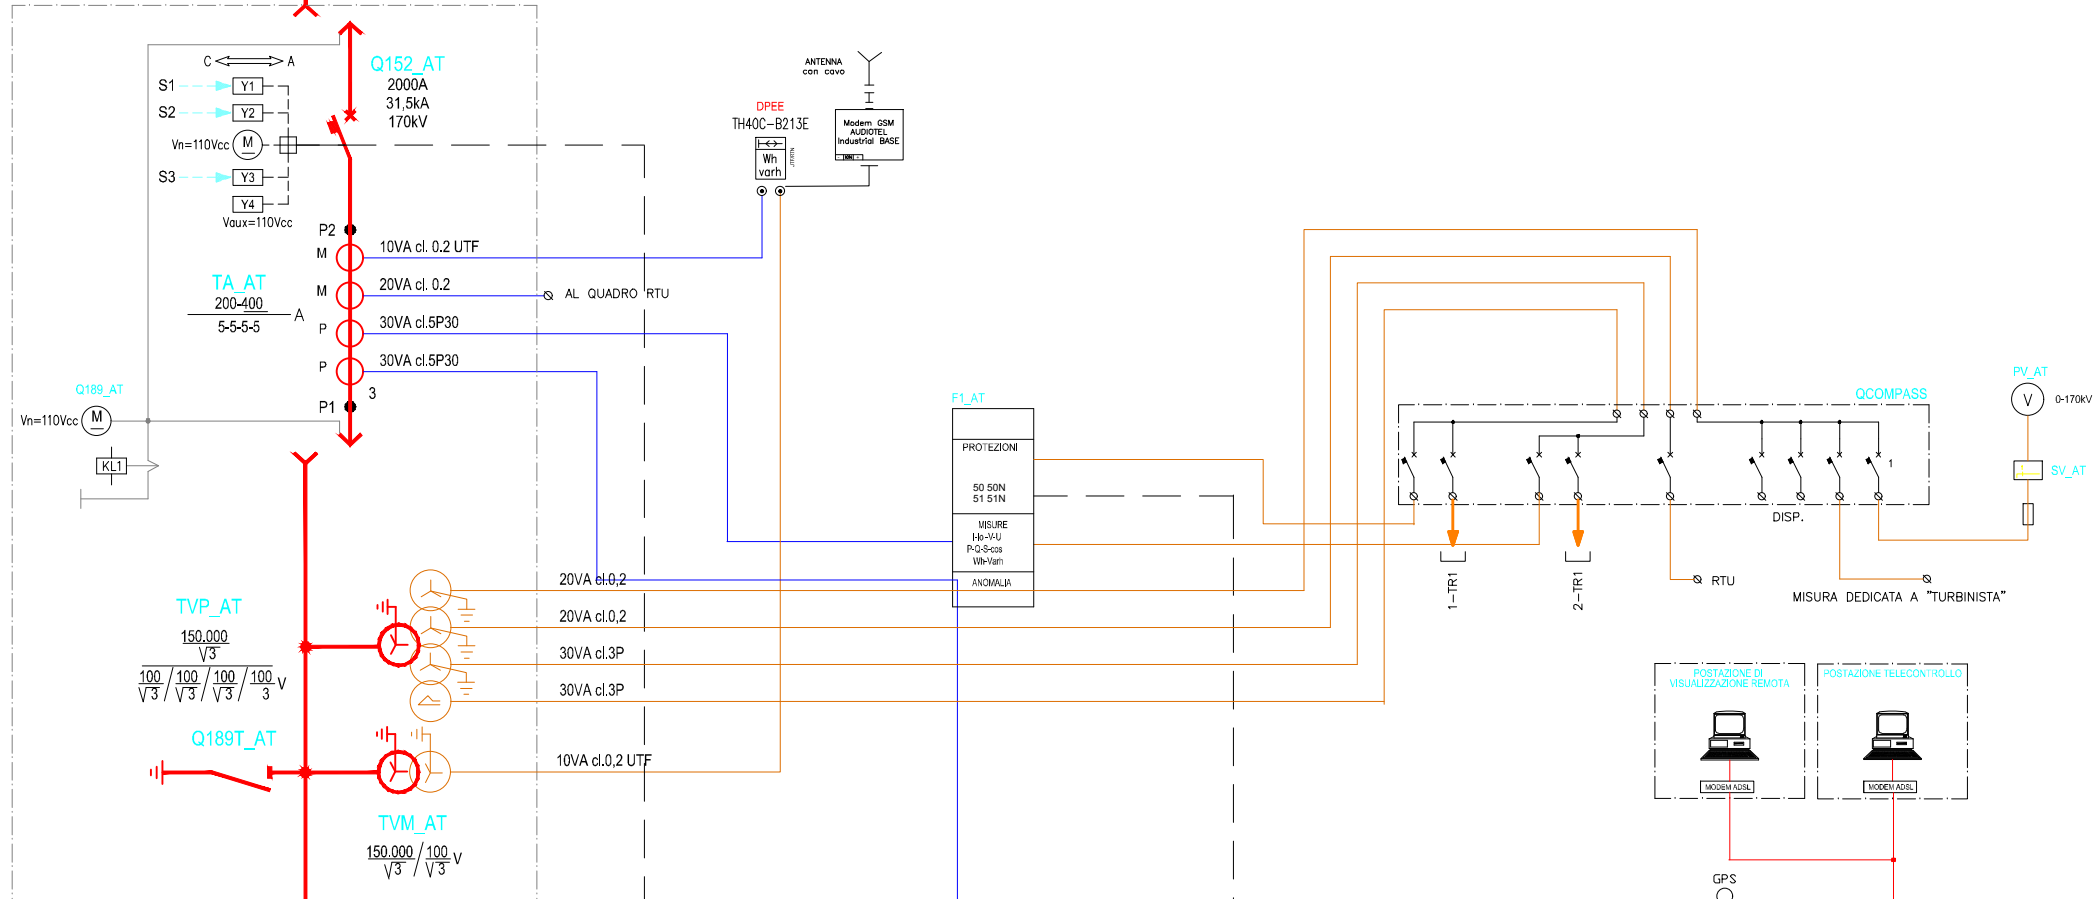 C A
Q152_AT
2000A
31,5kA
170kV
S1 Y1
S2 Y2
Vn=110Vcc M
S3 Y3
Y4
Vaux=110Vcc
P2
M 10VA cl. 0.2 UTF
M 20VA cl. 0.2
AL QUADRO RTU
P 30VA cl.5P30
P 30VA cl.5P30
P1 3
TA_AT
200-400
5-5-5-5
A
Q189_AT
Vn=110Vcc M
KL1
ANTENNA
con cavo
DPEE
TH40C-B213E
Wh
varh
Modem GSM
AUDIOTEL
Industrial BASE
F1_AT
PROTEZIONI
50 50N
51 51N
MISURE
I-Io-V-U
P-Q-S-cos
Wh-Varh
ANOMALIA
QCOMPASS
1
DISP.
1-TR1
2-TR1
RTU
MISURA DEDICATA A "TURBINISTA"
PV_AT
V 0-170kV
SV_AT
TVP_AT
150.000
√3
100/√3 / 100/√3 / 100/√3 / 100/3 V
20VA cl.0,2
20VA cl.0,2
30VA cl.3P
30VA cl.3P
Q189T_AT
10VA cl.0,2 UTF
TVM_AT
150.000/√3 / 100/√3 V
POSTAZIONE DI
VISUALIZZAZIONE REMOTA
MODEM ADSL
POSTAZIONE TELECONTROLLO
MODEM ADSL
GPS